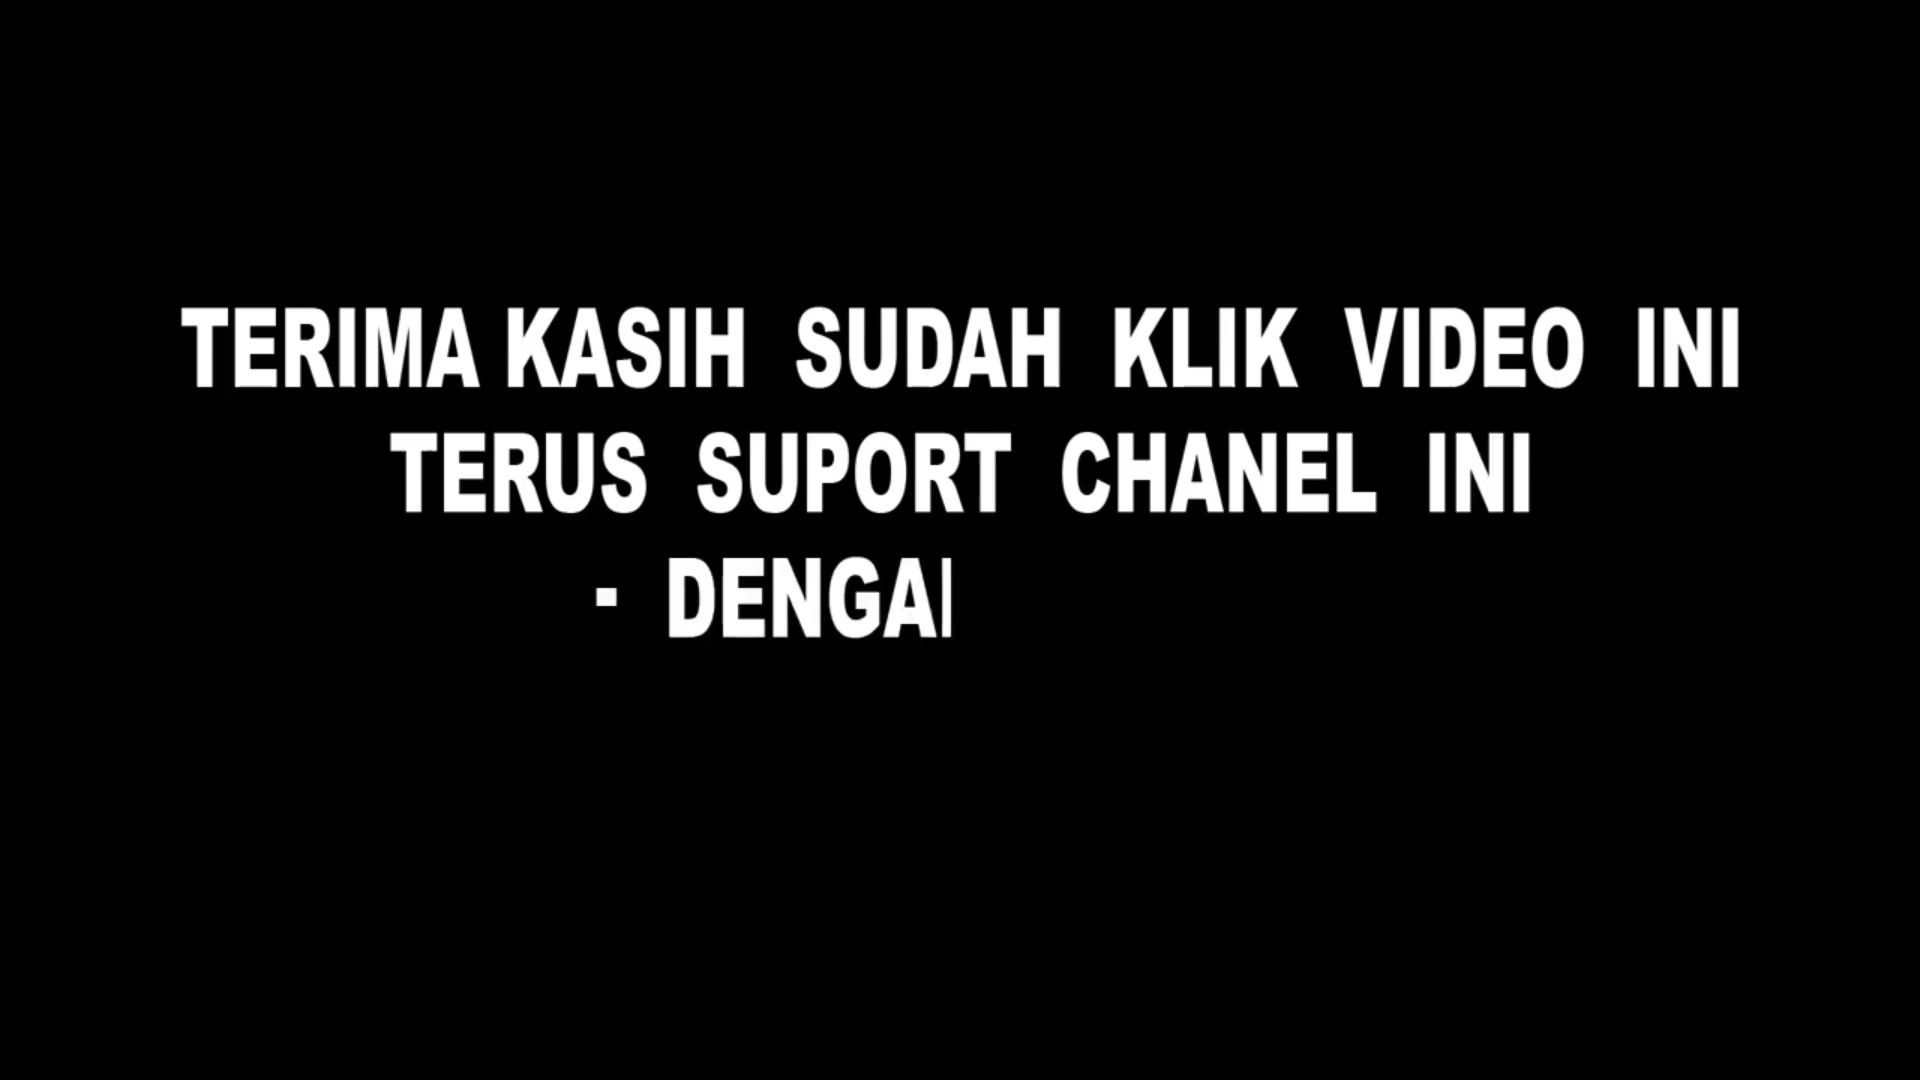 TERIMA KASIH SUDAH KLIK VIDEO INI
TERUS SUPORT CHANEL INI
- DENGA